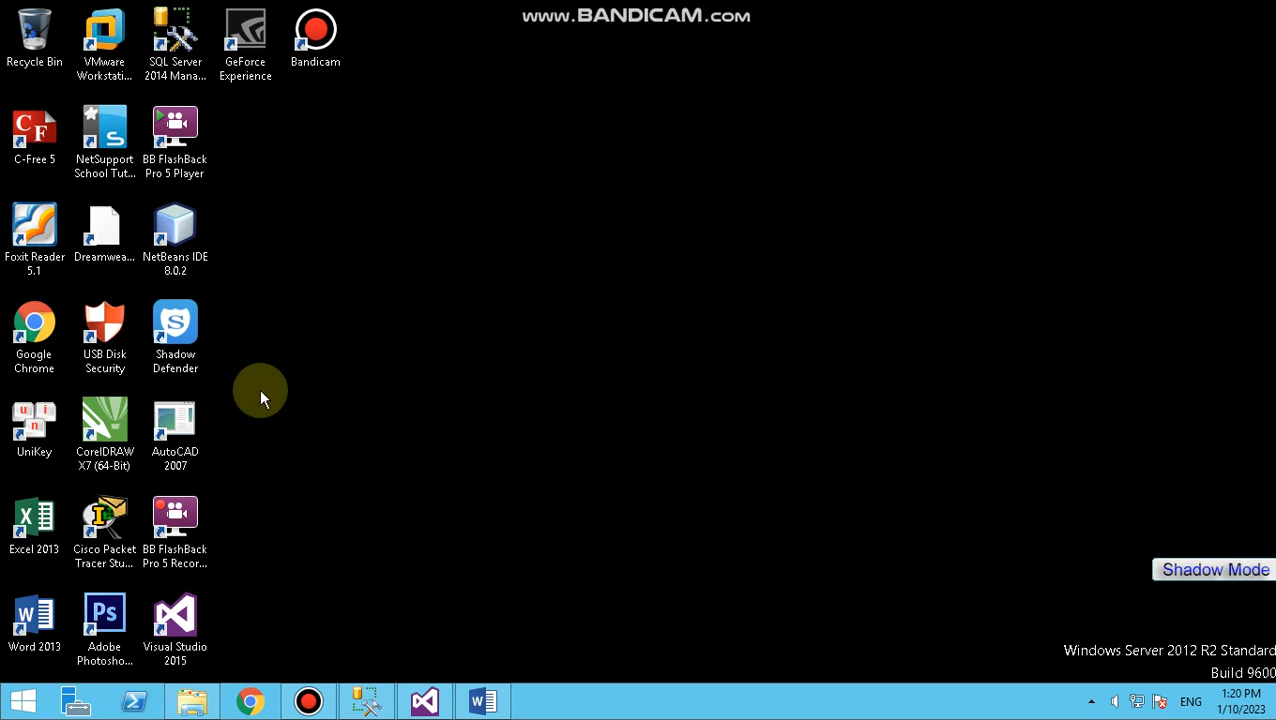 www.BANDICAM.com
Recycle Bin
VMware
Workstati...
SQL Server
2014 Mana...
GeForce
Experience
Bandicam
C-Free 5
NetSupport
School Tut...
BB FlashBack
Pro 5 Player
Foxit Reader
5.1
Dreamwea...
NetBeans IDE
8.0.2
Google
Chrome
USB Disk
Security
Shadow
Defender
UniKey
CorelDRAW
X7 (64-Bit)
AutoCAD
2007
Excel 2013
Cisco Packet
Tracer Stu...
BB FlashBack
Pro 5 Recor...
Word 2013
Adobe
Photosho...
Visual Studio
2015
Shadow Mode
Windows Server 2012 R2 Standard
Build 9600
ENG
1:20 PM
1/10/2023